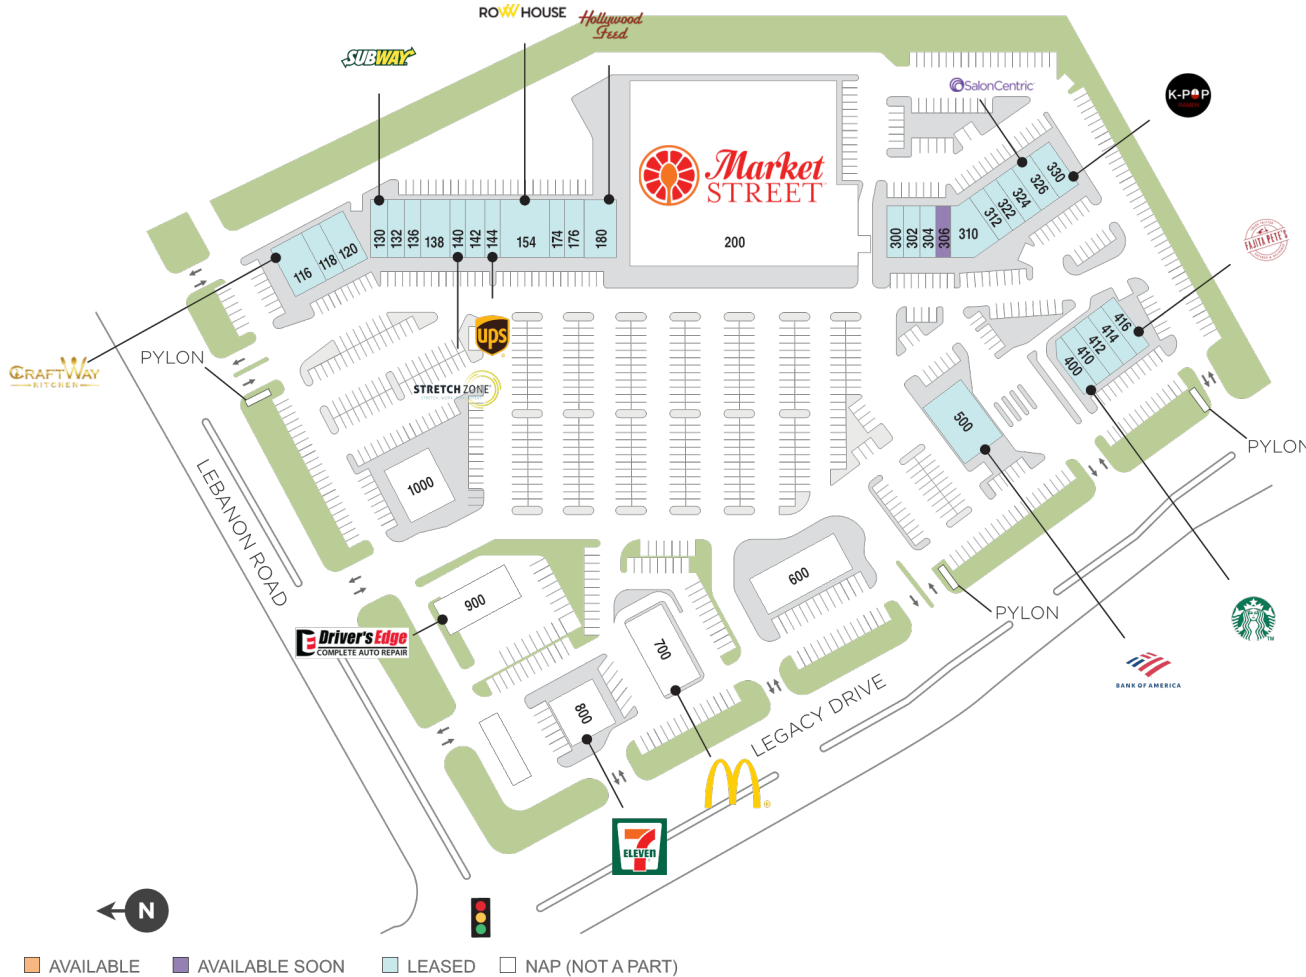 ROW HOUSE
Hollywood
Feed
SUBWAY
SalonCentric
K-POP
RAMEN
Market
STREET
200
116
118
120
130
132
136
138
140
142
144
154
174
176
180
300
302
304
306
310
312
322
324
326
330
FAJITA PETE'S
416
414
412
410
400
500
ups
STRETCH ZONE
CRAFTWAY
KITCHEN
PYLON
PYLON
PYLON
LEBANON ROAD
1000
900
600
700
800
Driver's Edge
COMPLETE AUTO REPAIR
BANK OF AMERICA
LEGACY DRIVE
7
ELEVEN
N
AVAILABLE
AVAILABLE SOON
LEASED
NAP (NOT A PART)